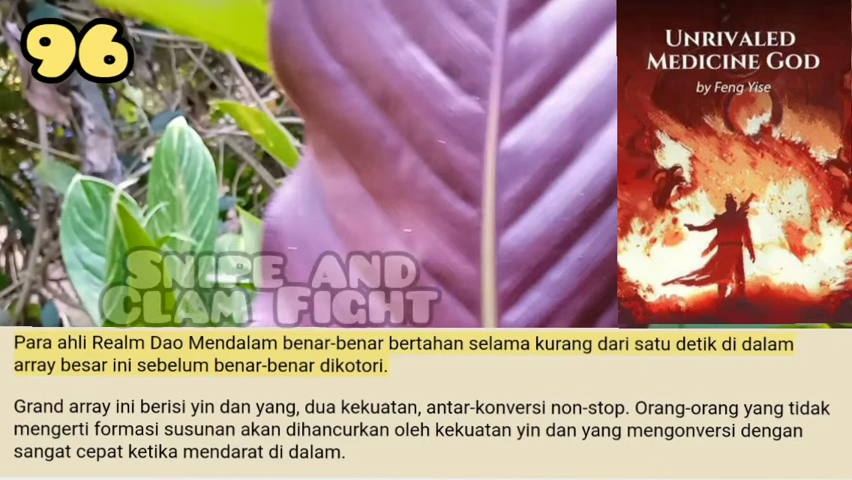 96
UNRIVALED
MEDICINE GOD
by Feng Yise
SNIPE AND
CLAM FIGHT
Para ahli Realm Dao Mendalam benar-benar bertahan selama kurang dari satu detik di dalam
array besar ini sebelum benar-benar dikotori.
Grand array ini berisi yin dan yang, dua kekuatan, antar-konversi non-stop. Orang-orang yang tidak
mengerti formasi susunan akan dihancurkan oleh kekuatan yin dan yang mengonversi dengan
sangat cepat ketika mendarat di dalam.